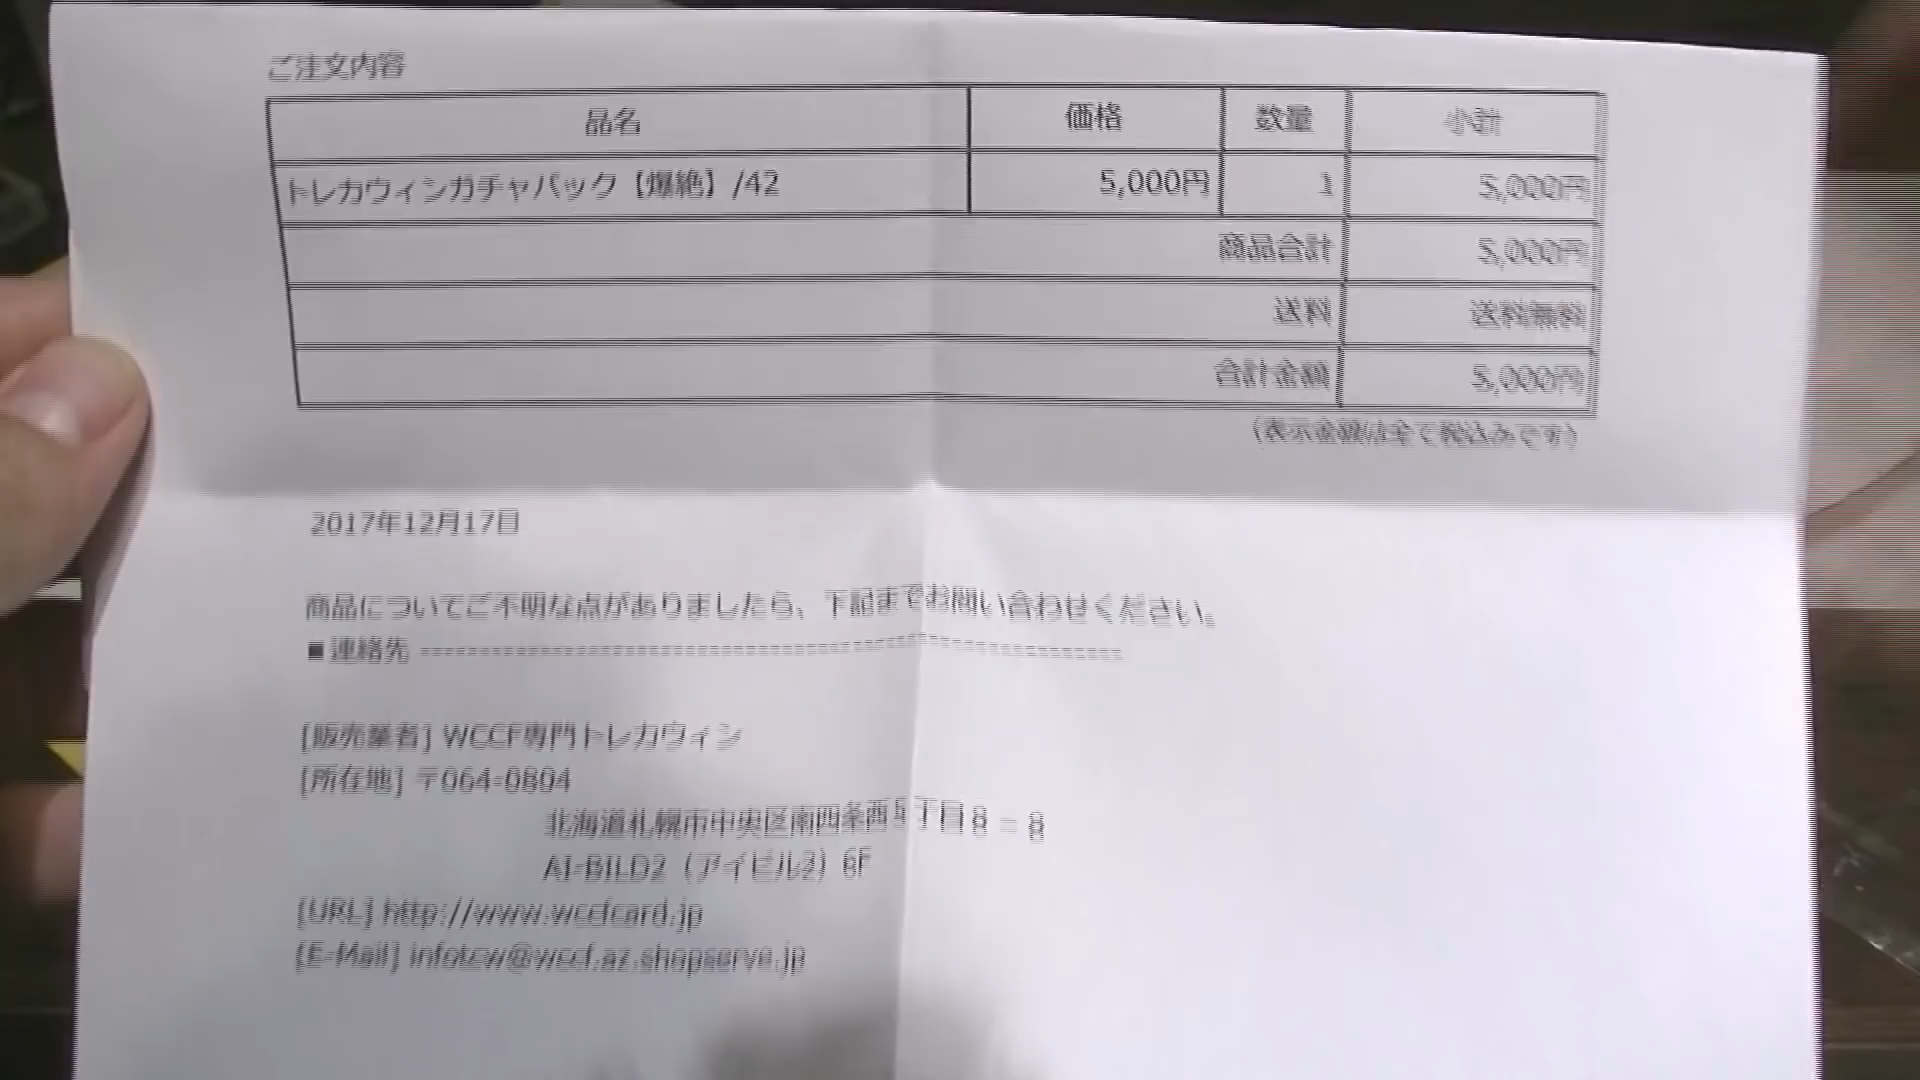 ご注文内容
品名 価格 数量 小計
トレカウィンガチャパック【爆絶】/42 5,000円 1 5,000円
商品合計 5,000円
送料 送料無料
合計金額 5,000円
(表示金額は全て税込みです)
2017年12月17日
商品についてご不明な点がありましたら、下記までお問い合わせください。
■連絡先 --------------------------------------------------
[販売業者] WCCF専門トレカウィン
[所在地] 〒064-0804
北海道札幌市中央区南四条西5丁目8－8
AI-BILD2 (アイビル2) 6F
[URL] http://www.wccfcard.jp
[E-Mail] infotcw@wccf.az.shopserve.jp